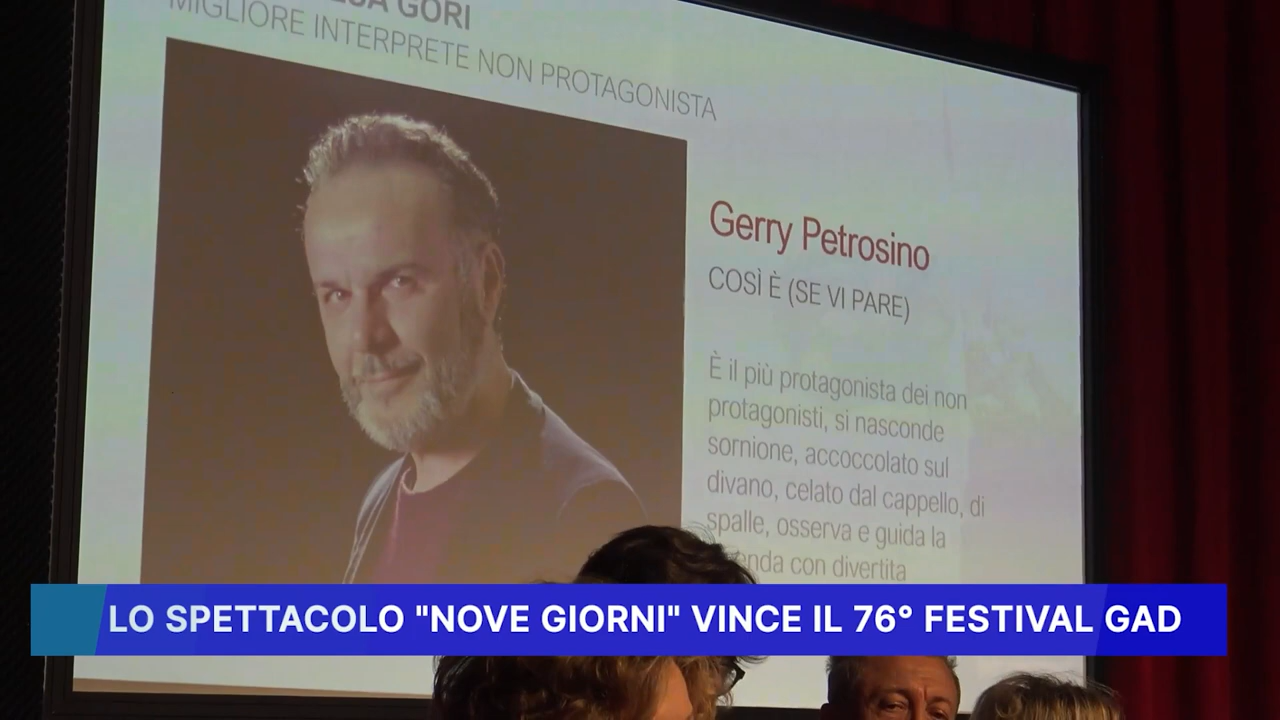 GORI
MIGLIORE INTERPRETE NON PROTAGONISTA
Gerry Petrosino
COSÌ È (SE VI PARE)
È il più protagonista dei non
protagonisti, si nasconde
sornione, accoccolato sul
divano, celato dal cappello, di
spalle, osserva e guida la
con divertita
LO SPETTACOLO "NOVE GIORNI" VINCE IL 76° FESTIVAL GAD